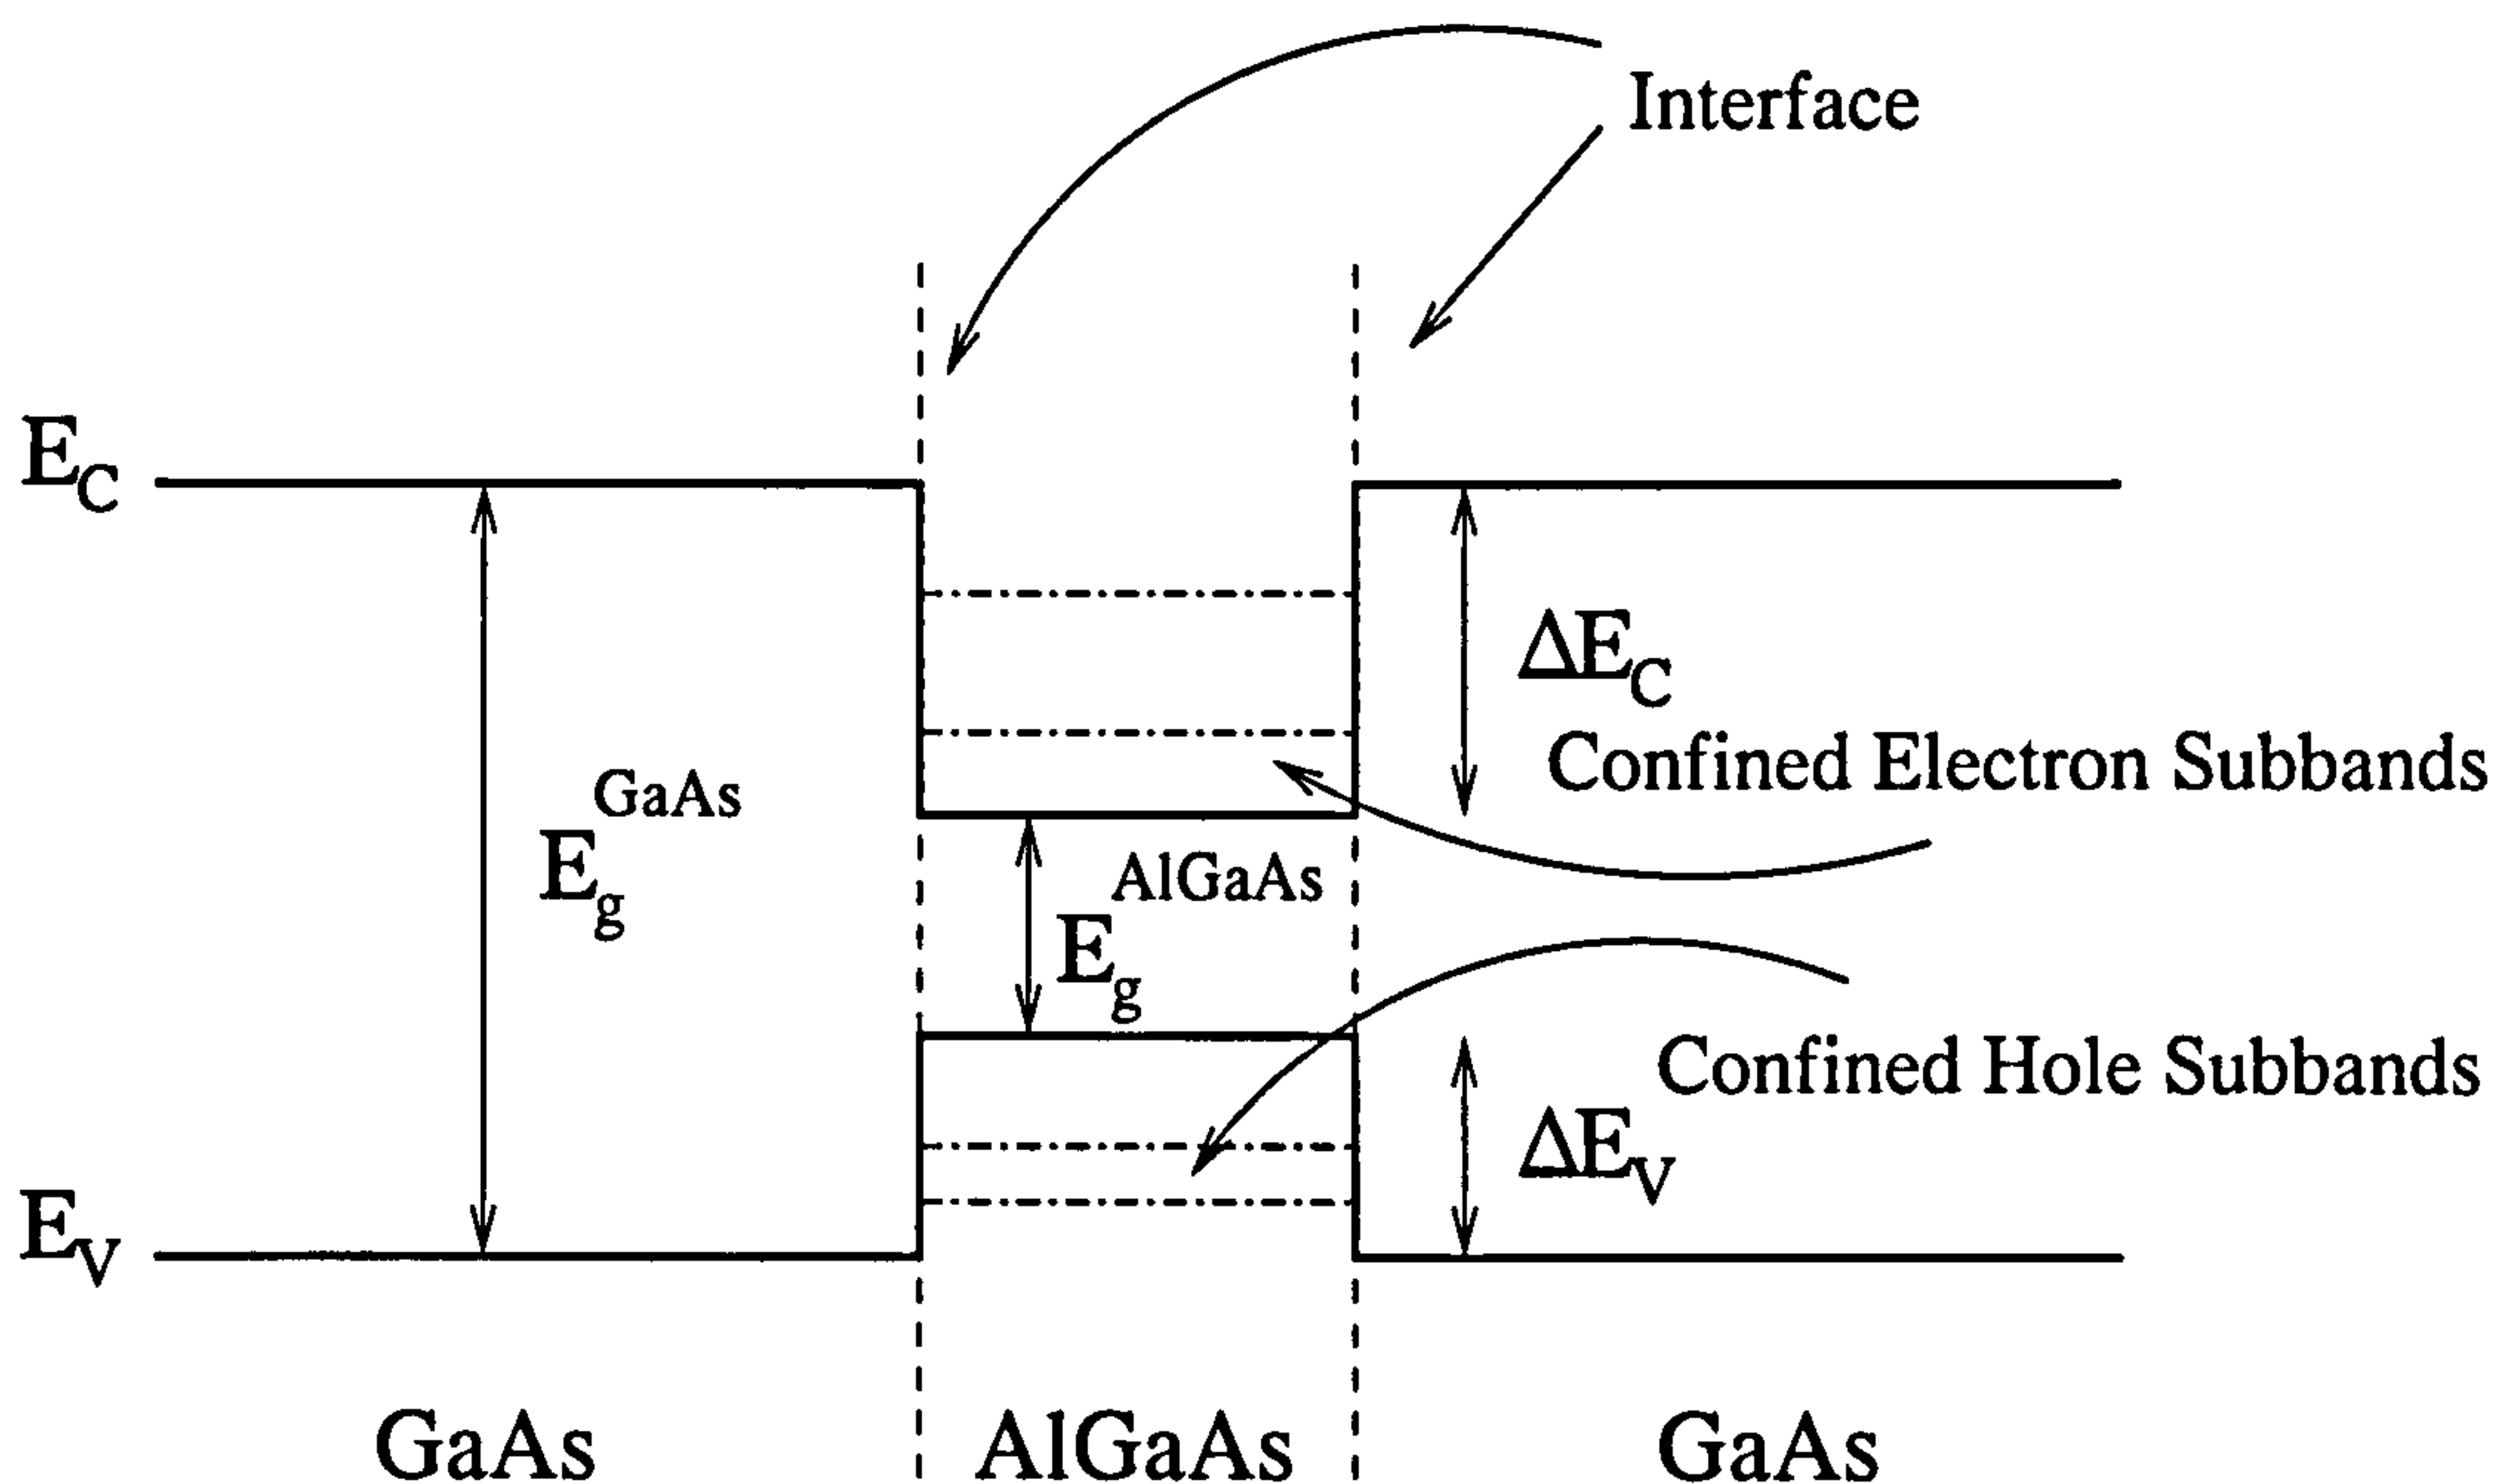 Interface
E_C
ΔE_C
Confined Electron Subbands
E_g^GaAs
E_g^AlGaAs
Confined Hole Subbands
ΔE_V
E_V
GaAs
AlGaAs
GaAs